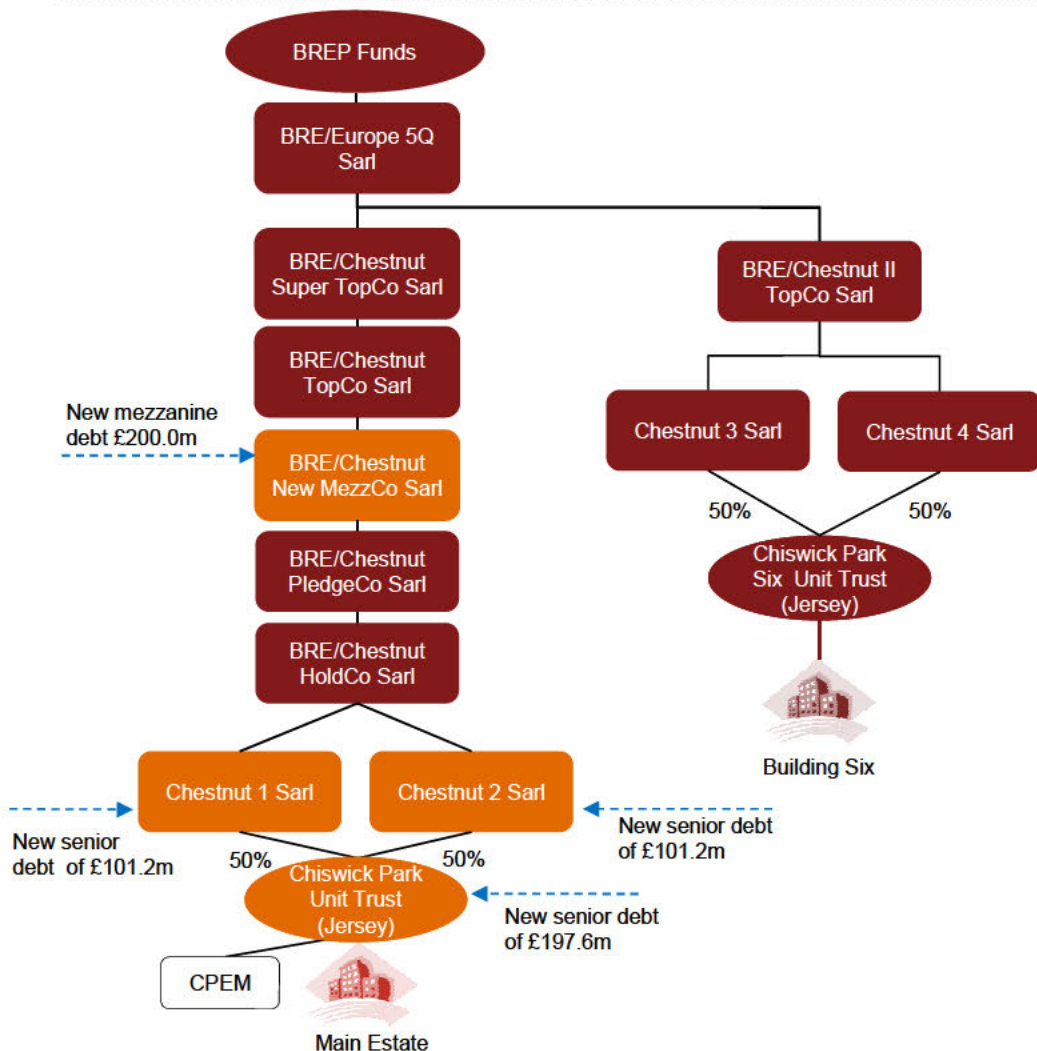 BREP Funds
BRE/Europe 5Q
Sarl
BRE/Chestnut
Super TopCo Sarl
BRE/Chestnut II
TopCo Sarl
BRE/Chestnut
TopCo Sarl
New mezzanine
debt £200.0m
Chestnut 3 Sarl
Chestnut 4 Sarl
BRE/Chestnut
New MezzCo Sarl
50%
50%
BRE/Chestnut
PledgeCo Sarl
Chiswick Park
Six Unit Trust
(Jersey)
BRE/Chestnut
HoldCo Sarl
Building Six
Chestnut 1 Sarl
Chestnut 2 Sarl
New senior
debt of £101.2m
New senior debt
of £101.2m
50%
50%
Chiswick Park
Unit Trust
(Jersey)
New senior debt
of £197.6m
CPEM
Main Estate